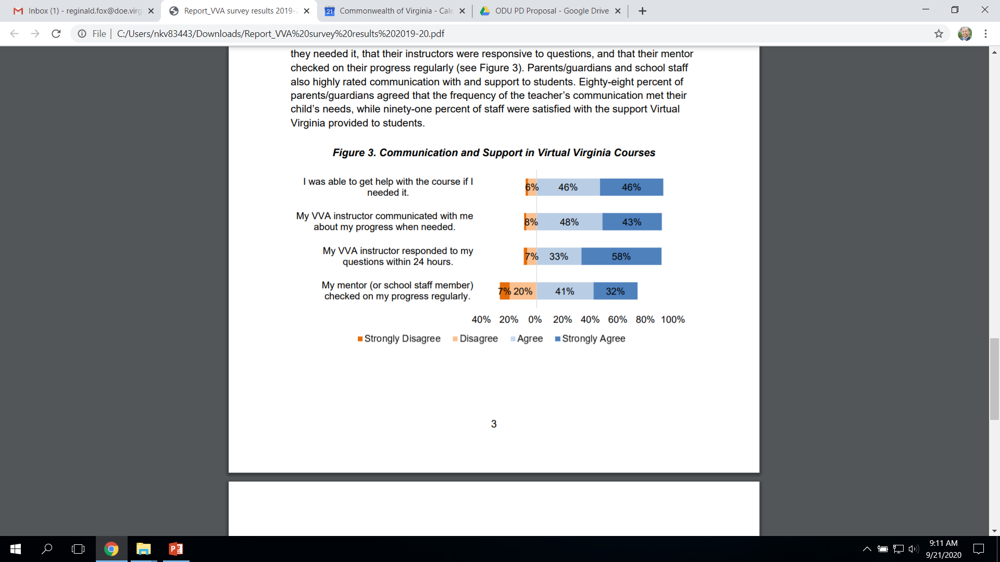 Inbox (1) - reginald.fox@doe.virg
Report_VVA survey results 2019-2
Commonwealth of Virginia - Cale
ODU PD Proposal - Google Drive
File
C:/Users/nkv83443/Downloads/Report_VVA%20survey%20results%202019-20.pdf
they needed it, that their instructors were responsive to questions, and that their mentor
checked on their progress regularly (see Figure 3). Parents/guardians and school staff
also highly rated communication with and support to students. Eighty-eight percent of
parents/guardians agreed that the frequency of the teacher's communication met their
child's needs, while ninety-one percent of staff were satisfied with the support Virtual
Virginia provided to students.
Figure 3. Communication and Support in Virtual Virginia Courses
I was able to get help with the course if I
needed it.
6% 46% 46%
My VVA instructor communicated with me
about my progress when needed.
8% 48% 43%
My VVA instructor responded to my
questions within 24 hours.
7% 33% 58%
My mentor (or school staff member)
checked on my progress regularly.
7% 20% 41% 32%
40% 20% 0% 20% 40% 60% 80% 100%
Strongly Disagree Disagree Agree Strongly Agree
3
9:11 AM
9/21/2020